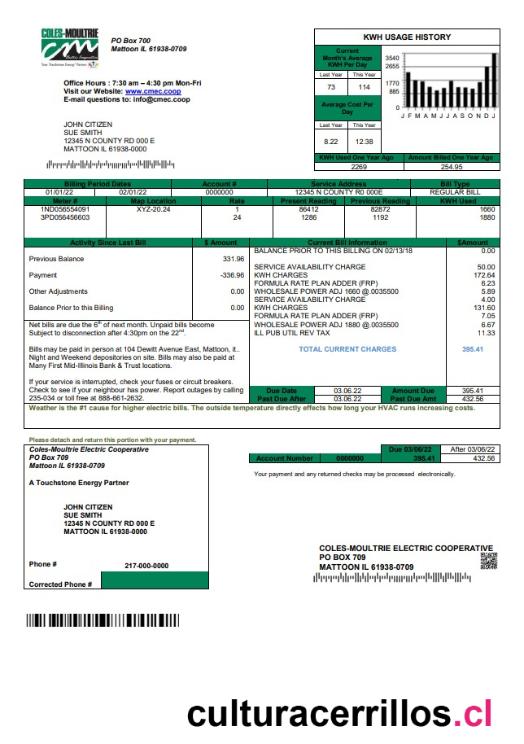 COLES-MOULTRIE
cm
PO Box 700
Mattoon IL 61938-0709
Office Hours : 7:30 am – 4:30 pm Mon-Fri
Visit our Website: www.cmec.coop
E-mail questions to: info@cmec.coop
JOHN CITIZEN
SUE SMITH
12345 N COUNTY RD 000 E
MATTOON IL 61938-0000
KWH USAGE HISTORY
Current
Month's Average
KWH Per Day
Last Year This Year
73 114
Average Cost Per
Day
Last Year This Year
8.22 12.38
3540
2655
1770
885
0
J F M A M J J A S O N D J
KWH Used One Year Ago Amount Billed One Year Ago
2269 254.95
Billing Period Dates Account # Service Address Bill Type
01/01/22 02/01/22 0000000 12345 N COUNTY R0 000E REGULAR BILL
Meter # Map Location Rate Present Reading Previous Reading KWH Used
1ND056554091 XYZ-20.24 1 86412 82872 1660
3PD056456603 24 1286 1192 1880
Activity Since Last Bill $ Amount Current Bill Information $Amount
BALANCE PRIOR TO THIS BILLING ON 02/13/18 0.00
Previous Balance 331.96
SERVICE AVAILABILITY CHARGE 50.00
Payment -336.96
KWH CHARGES 172.64
FORMULA RATE PLAN ADDER (FRP) 6.23
Other Adjustments 0.00
WHOLESALE POWER ADJ 1660 @.0035500 5.89
SERVICE AVAILABILITY CHARGE 4.00
Balance Prior to this Billing 0.00
KWH CHARGES 131.60
FORMULA RATE PLAN ADDER (FRP) 7.05
WHOLESALE POWER ADJ 1880 @.0035500 6.67
ILL PUB UTIL REV TAX 11.33
Net bills are due the 6th of next month. Unpaid bills become
Subject to disconnection after 4:30pm on the 22nd.
TOTAL CURRENT CHARGES 395.41
Bills may be paid in person at 104 Dewitt Avenue East, Mattoon, it..
Night and Weekend depositories on site. Bills may also be paid at
Many First Mid-Illinois Bank & Trust locations.
If your service is interrupted, check your fuses or circuit breakers.
Check to see if your neighbor has power. Report outages by calling
235-034 or toll free at 888-661-2632.
Due Date 03.06.22 Amount Due 395.41
Past Due After 03.06.22 Past Due Amt 432.56
Weather is the #1 cause for higher electric bills. The outside temperature directly effects how long your HVAC runs increasing costs.
Please detach and return this portion with your payment.
Coles-Moultrie Electric Cooperative
PO Box 709
Mattoon IL 61938-0709
A Touchstone Energy Partner
JOHN CITIZEN
SUE SMITH
12345 N COUNTY RD 000 E
MATTOON IL 61938-0000
Phone # 217-000-0000
Corrected Phone #
Due 03/06/22 After 03/06/22
Account Number 0000000 395.41 432.56
Your payment and any returned checks may be processed electronically.
COLES-MOULTRIE ELECTRIC COOPERATIVE
PO BOX 709
MATTOON IL 61938-0709
culturacerrillos.cl